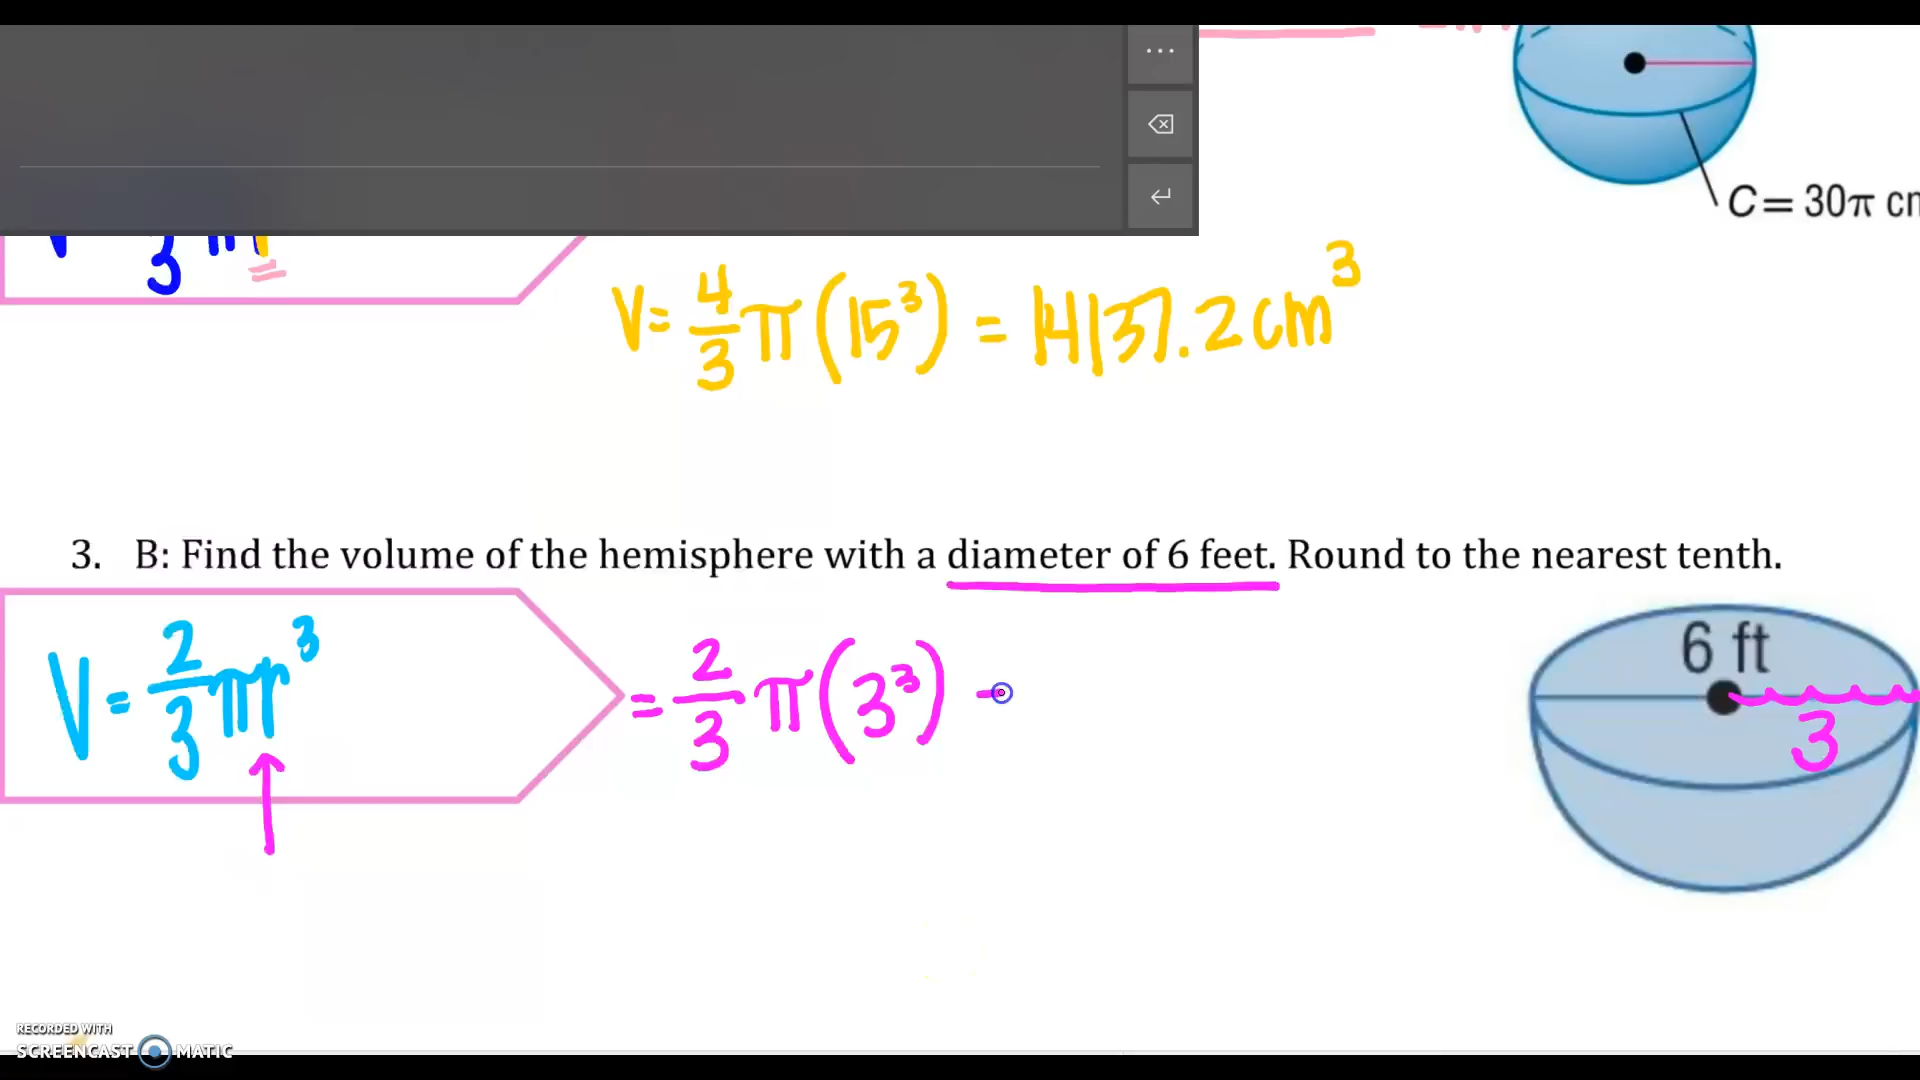 C = 30π
V = 4/3 π (15³) = 14137.2 cm³
3. B: Find the volume of the hemisphere with a diameter of 6 feet. Round to the nearest tenth.
6 ft
V = 2/3 πr³ = 2/3 π (3³)
3
RECORDED WITH
SCREENCAST MATIC